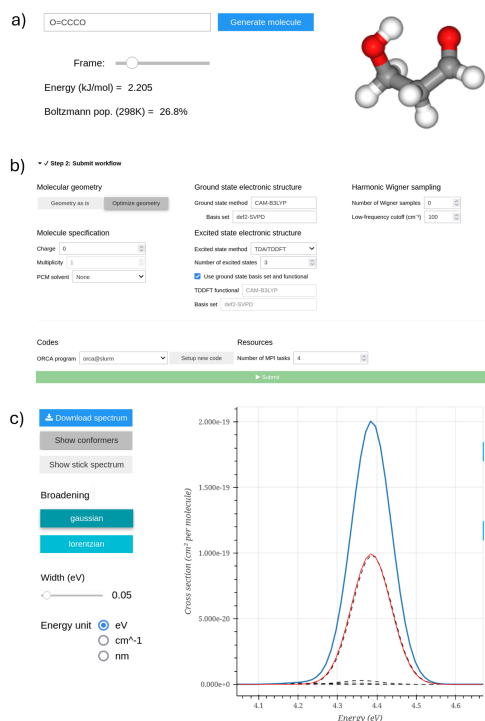 a)
O=CCCO
Generate molecule
Frame:
Energy (kJ/mol) = 2.205
Boltzmann pop. (298K) = 26.8%
b)
▾ ✓ Step 2: Submit workflow
Molecular geometry
Geometry as is
Optimize geometry
Ground state electronic structure
Ground state method CAM-B3LYP
Basis set def2-SVPD
Harmonic Wigner sampling
Number of Wigner samples 0
Low-frequency cutoff (cm⁻¹) 100
Molecule specification
Charge 0
Multiplicity 1
PCM solvent None
Excited state electronic structure
Excited state method TDA/TDDFT
Number of excited states 3
Use ground state basis set and functional
TDDFT functional CAM-B3LYP
Basis set def2-SVPD
Codes
ORCA program orca@slurm
Setup new code
Resources
Number of MPI tasks 4
▶ Submit
c)
Download spectrum
Show conformers
Show stick spectrum
Broadening
gaussian
lorentzian
Width (eV)
0.05
Energy unit
eV
cm^-1
nm
Cross section (cm² per molecule)
2.000e-19
1.500e-19
1.000e-19
5.000e-20
0.000e+0
4.1 4.2 4.3 4.4 4.5 4.6
Energy (eV)